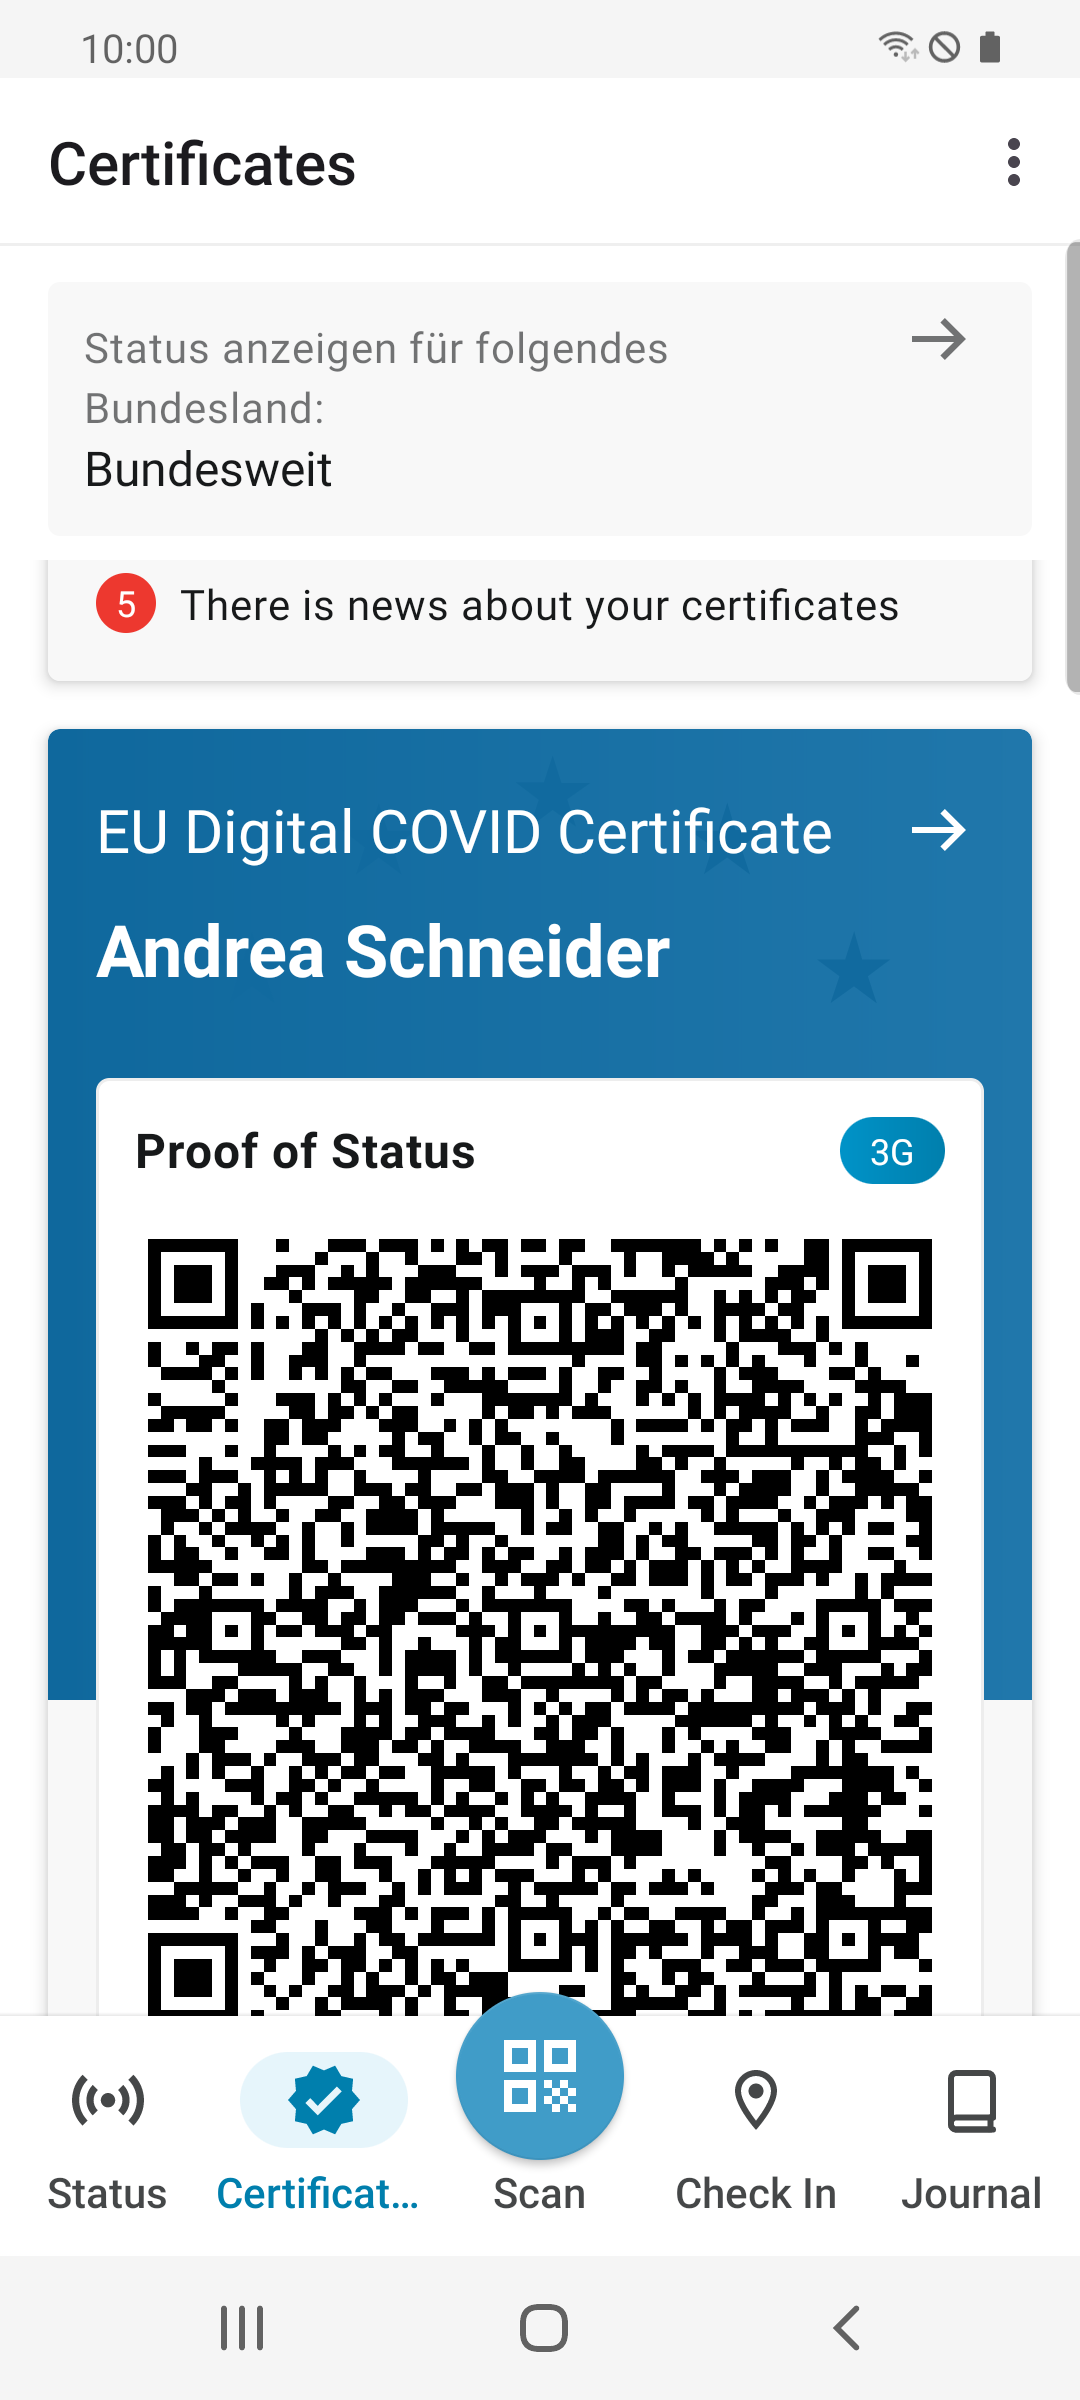 10:00
Certificates
Status anzeigen für folgendes
Bundesland:
Bundesweit
5 There is news about your certificates
EU Digital COVID Certificate
Andrea Schneider
Proof of Status 3G
Status Certificat… Scan Check In Journal